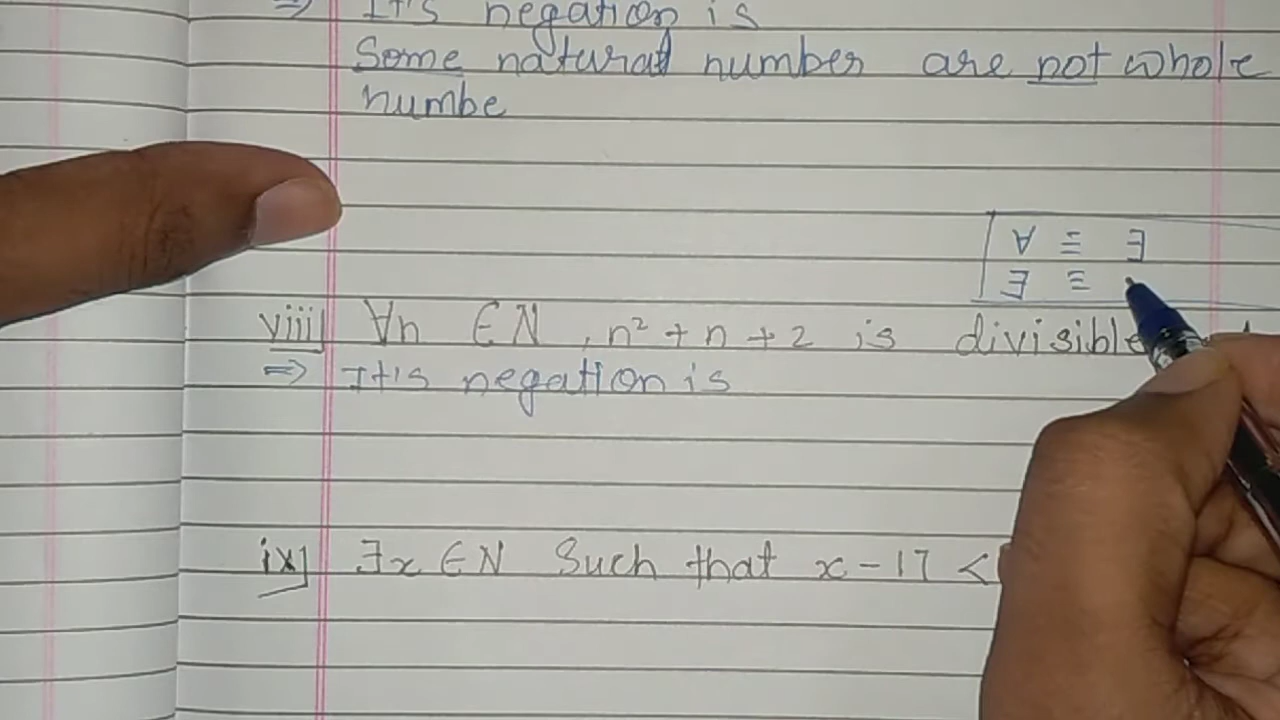 ⇒ It's negation is
Some natural number are not whole
numbe
∀ ≡ ∃
∃ ≡
viii] ∀n ∈ N, n² + n + 2 is divisible
⇒ It's negation is
ix] ∃x ∈ N Such that x - 17 <